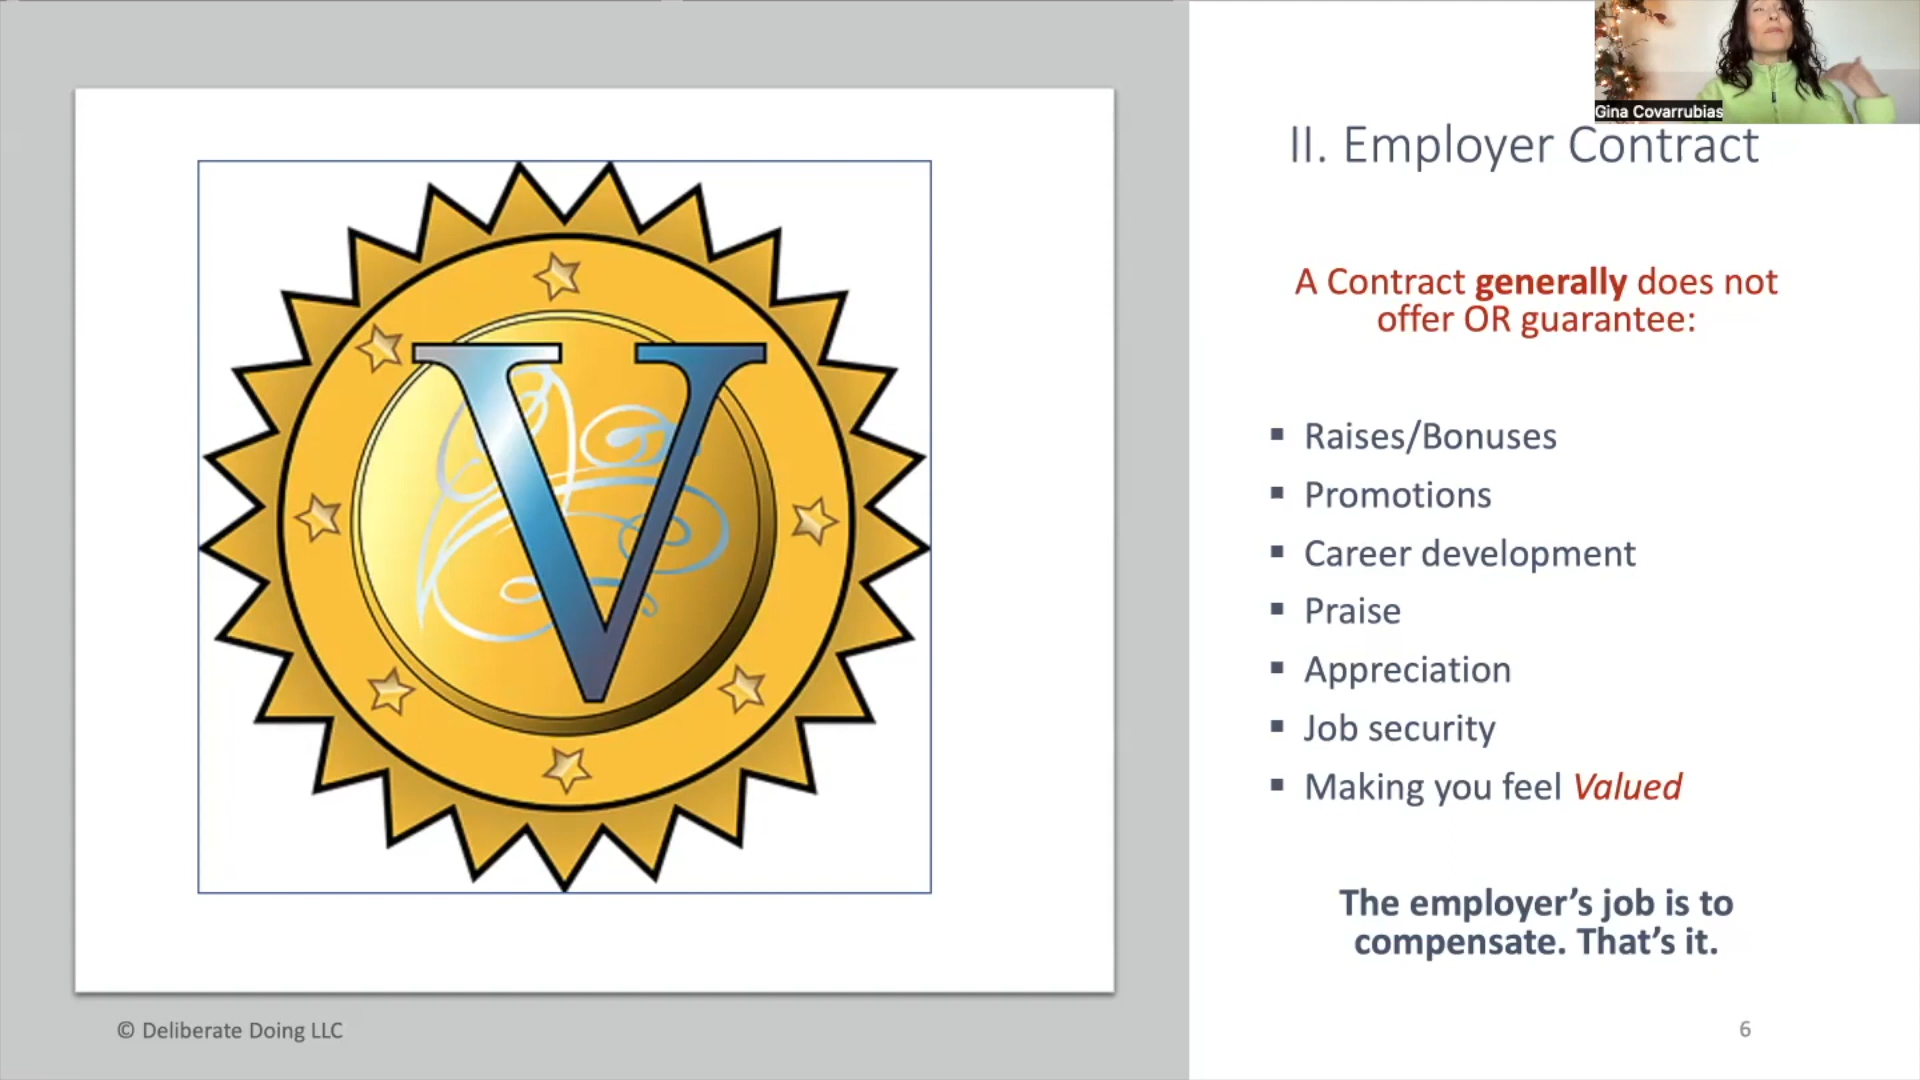 Gina Covarrubias
II. Employer Contract
A Contract generally does not
offer OR guarantee:
▪ Raises/Bonuses
▪ Promotions
▪ Career development
▪ Praise
▪ Appreciation
▪ Job security
▪ Making you feel Valued
The employer’s job is to
compensate. That’s it.
V
© Deliberate Doing LLC
6